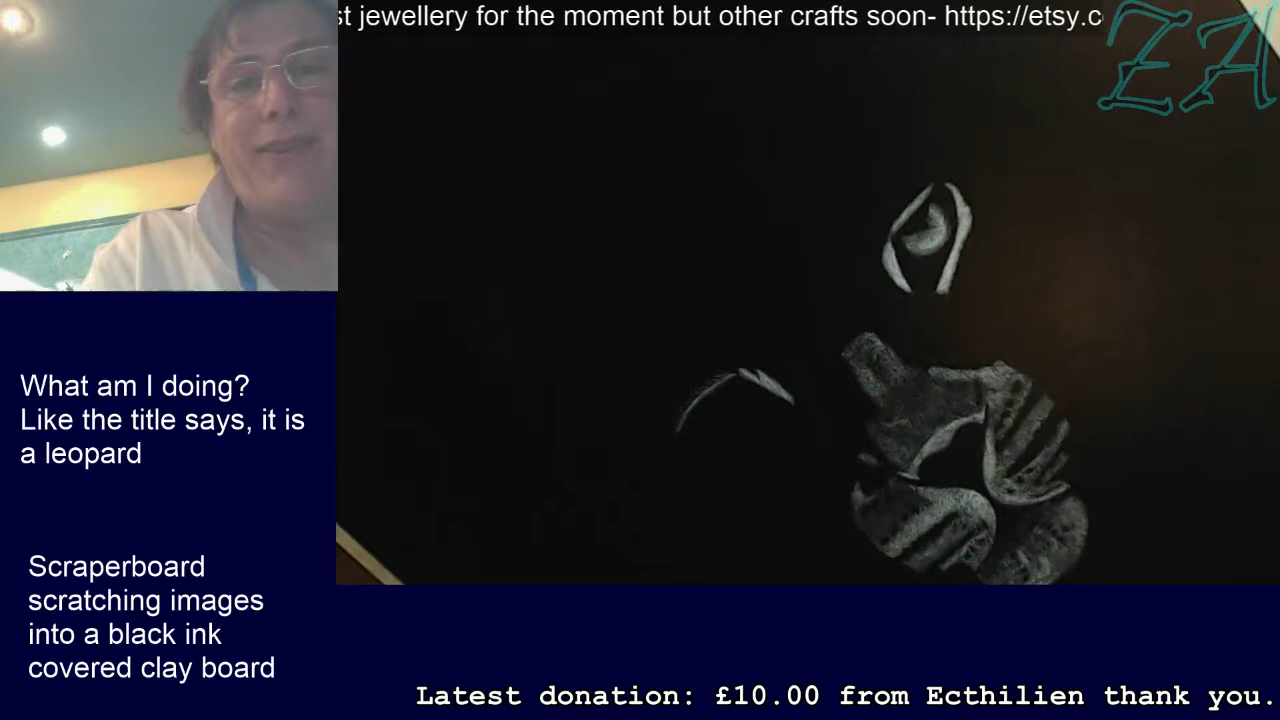 st jewellery for the moment but other crafts soon- https://etsy.c
ZA
What am I doing?
Like the title says, it is
a leopard
Scraperboard
scratching images
into a black ink
covered clay board
Latest donation: £10.00 from Ecthilien thank you.